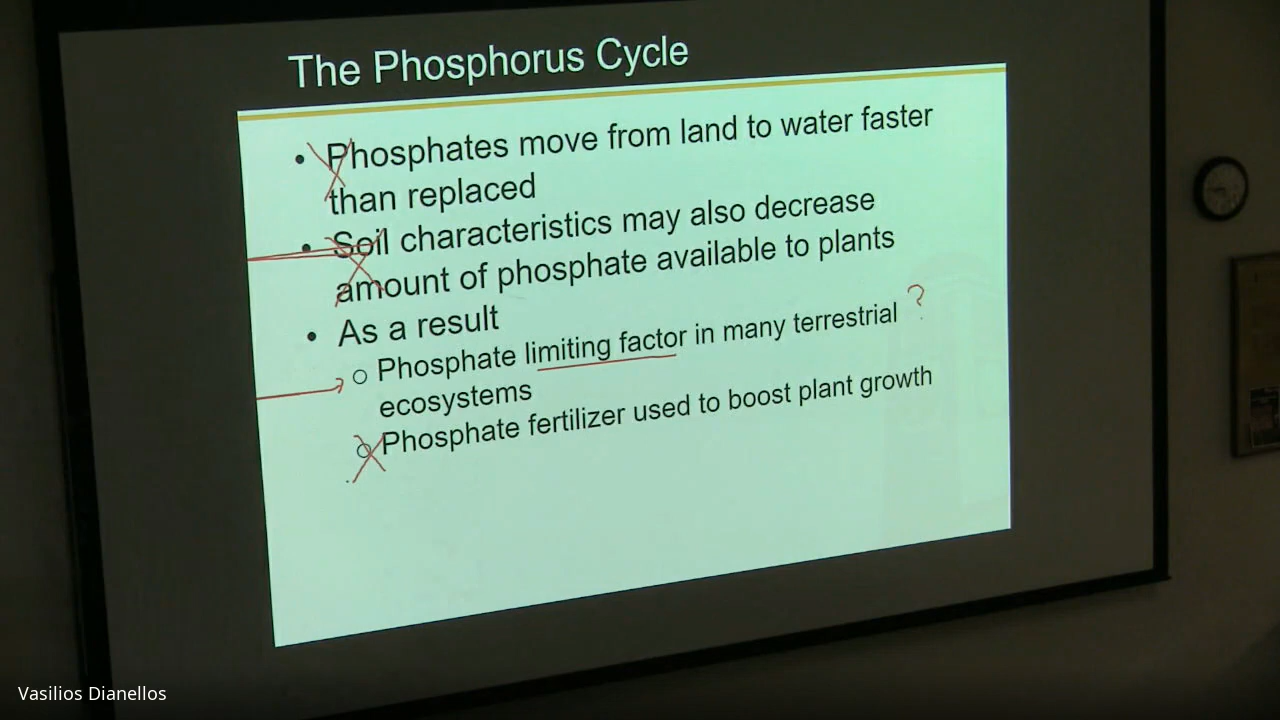 The Phosphorus Cycle
• Phosphates move from land to water faster
than replaced
• Soil characteristics may also decrease
amount of phosphate available to plants
• As a result
?
○ Phosphate limiting factor in many terrestrial
ecosystems
○ Phosphate fertilizer used to boost plant growth
Vasilios Dianellos